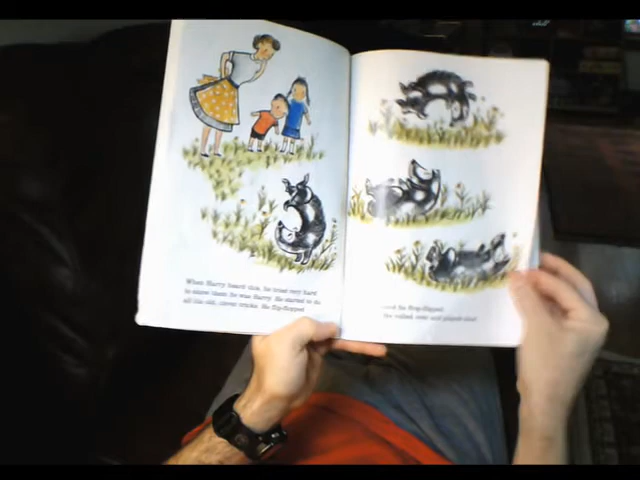 When Harry heard this, he tried very hard
to show them he was Harry. He started to do
all his old, clever tricks. He flip-flopped
and he flop-flipped.
He rolled over and played dead.